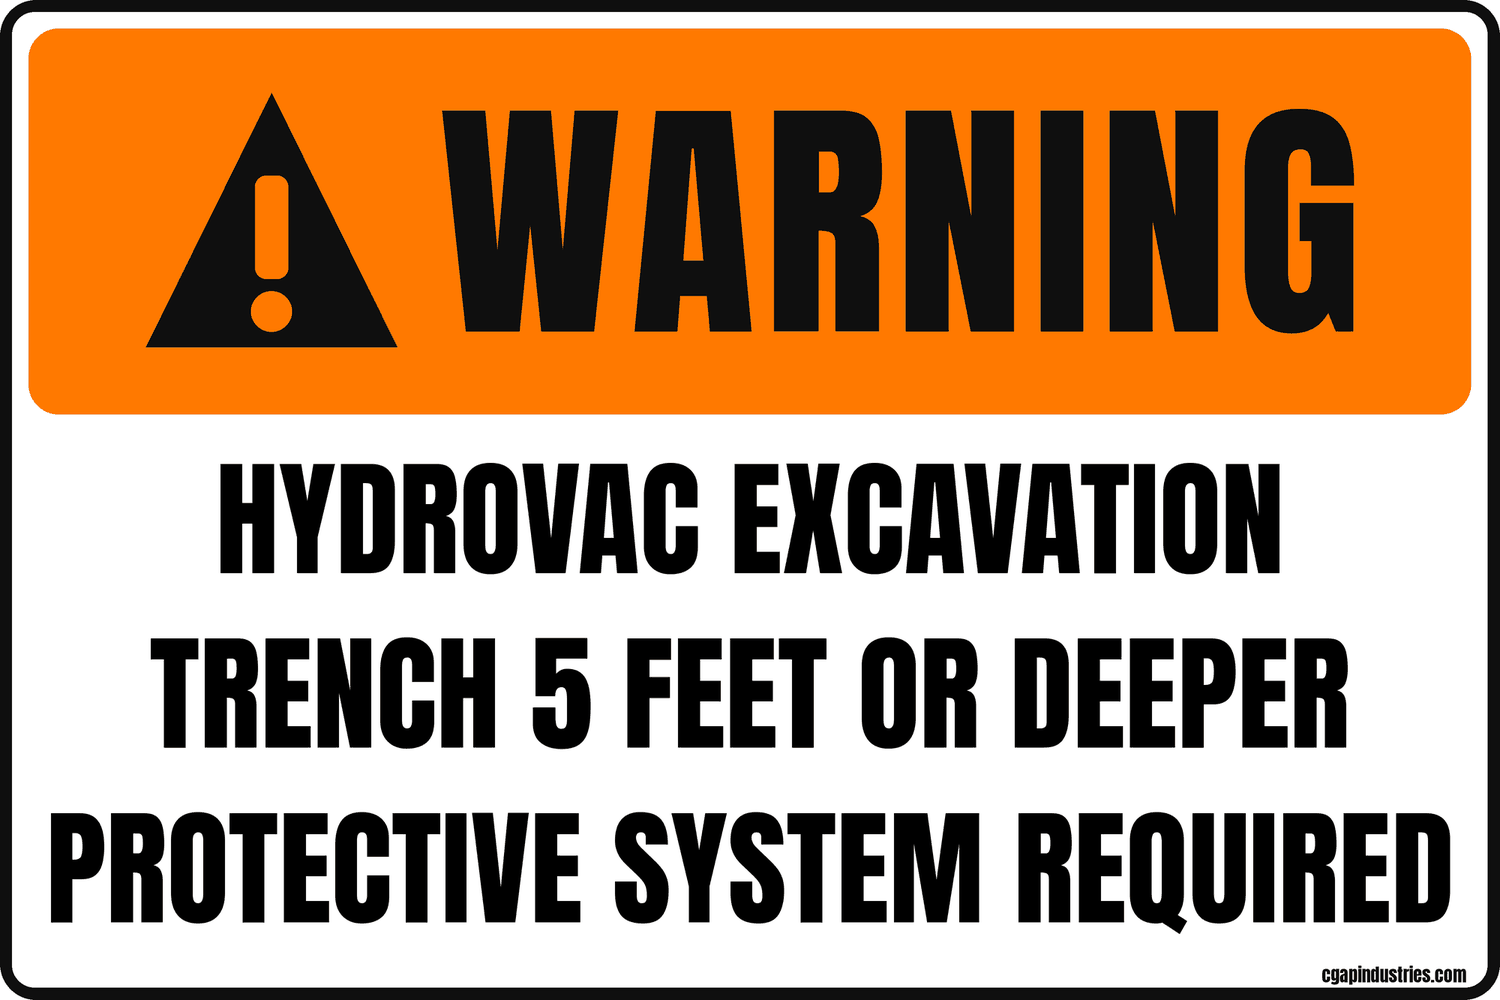 WARNING
HYDROVAC EXCAVATION
TRENCH 5 FEET OR DEEPER
PROTECTIVE SYSTEM REQUIRED
cgapindustries.com